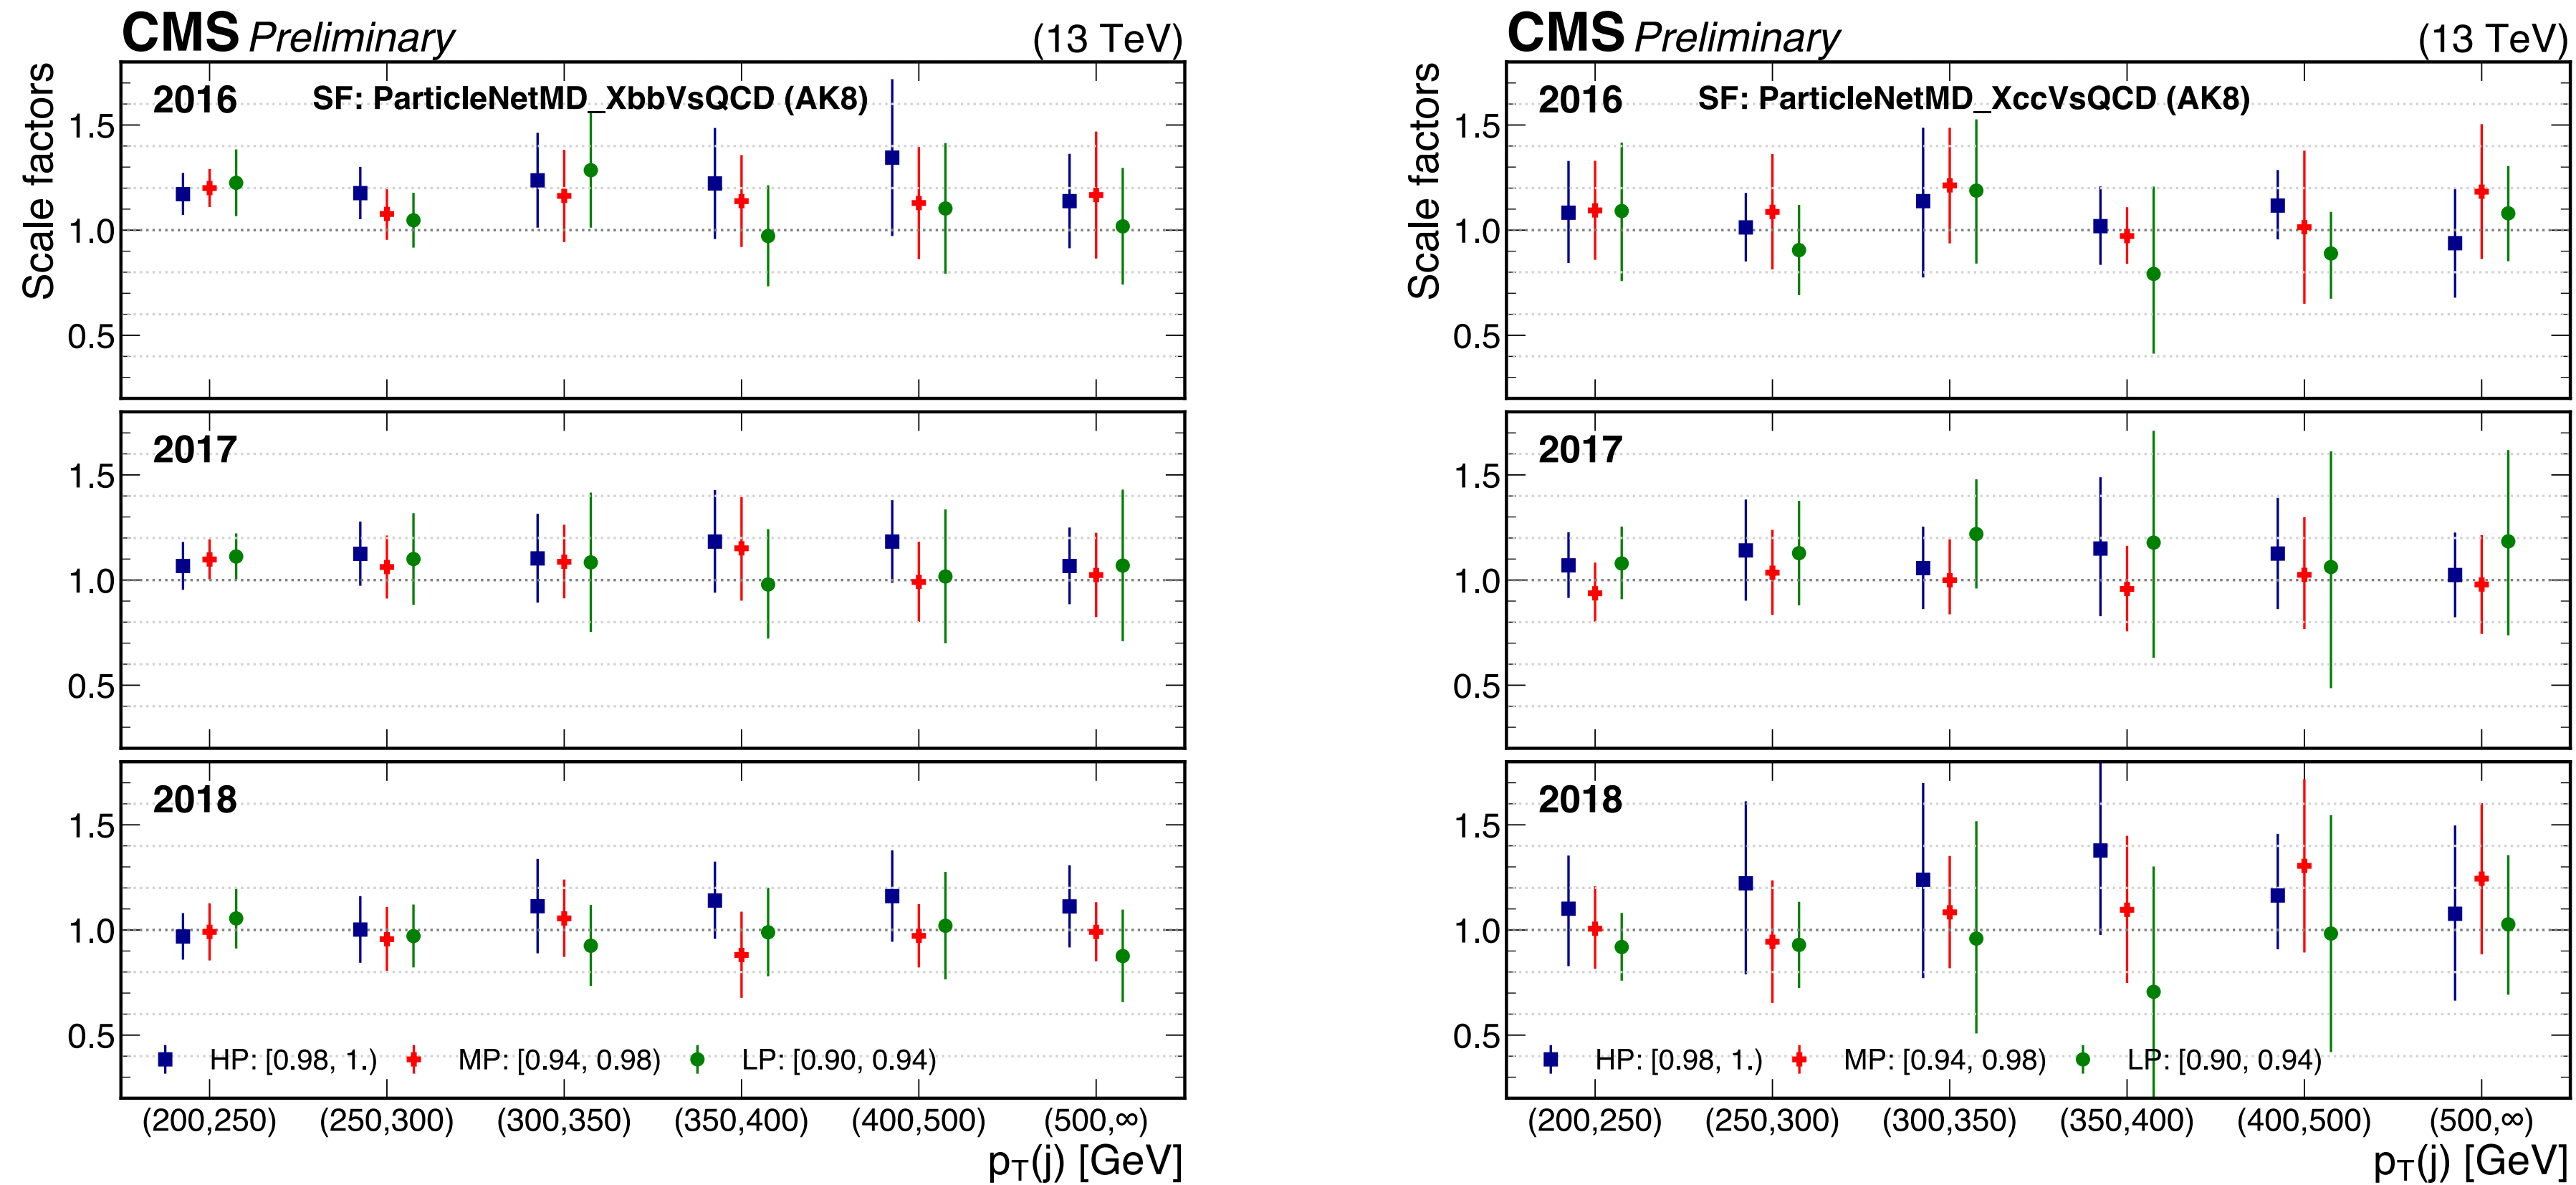 CMS Preliminary (13 TeV)
Scale factors
2016 SF: ParticleNetMD_XbbVsQCD (AK8)
1.5
1.0
0.5
2017
1.5
1.0
0.5
2018
1.5
1.0
0.5
HP: [0.98, 1.) MP: [0.94, 0.98) LP: [0.90, 0.94)
(200,250) (250,300) (300,350) (350,400) (400,500) (500,∞)
pT(j) [GeV]
CMS Preliminary (13 TeV)
Scale factors
2016 SF: ParticleNetMD_XccVsQCD (AK8)
1.5
1.0
0.5
2017
1.5
1.0
0.5
2018
1.5
1.0
0.5
HP: [0.98, 1.) MP: [0.94, 0.98) LP: [0.90, 0.94)
(200,250) (250,300) (300,350) (350,400) (400,500) (500,∞)
pT(j) [GeV]